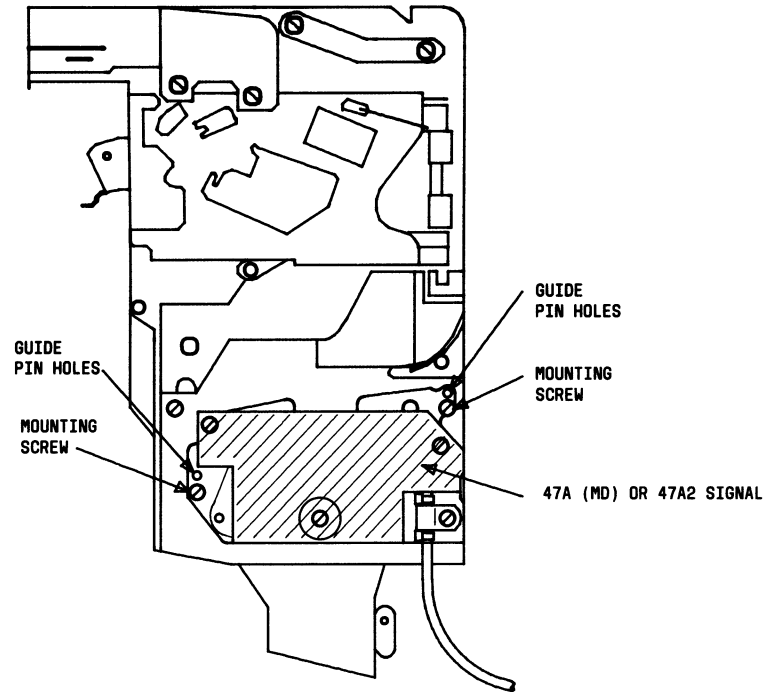 GUIDE
PIN HOLES
MOUNTING
SCREW
GUIDE
PIN HOLES
MOUNTING
SCREW
47A (MD) OR 47A2 SIGNAL